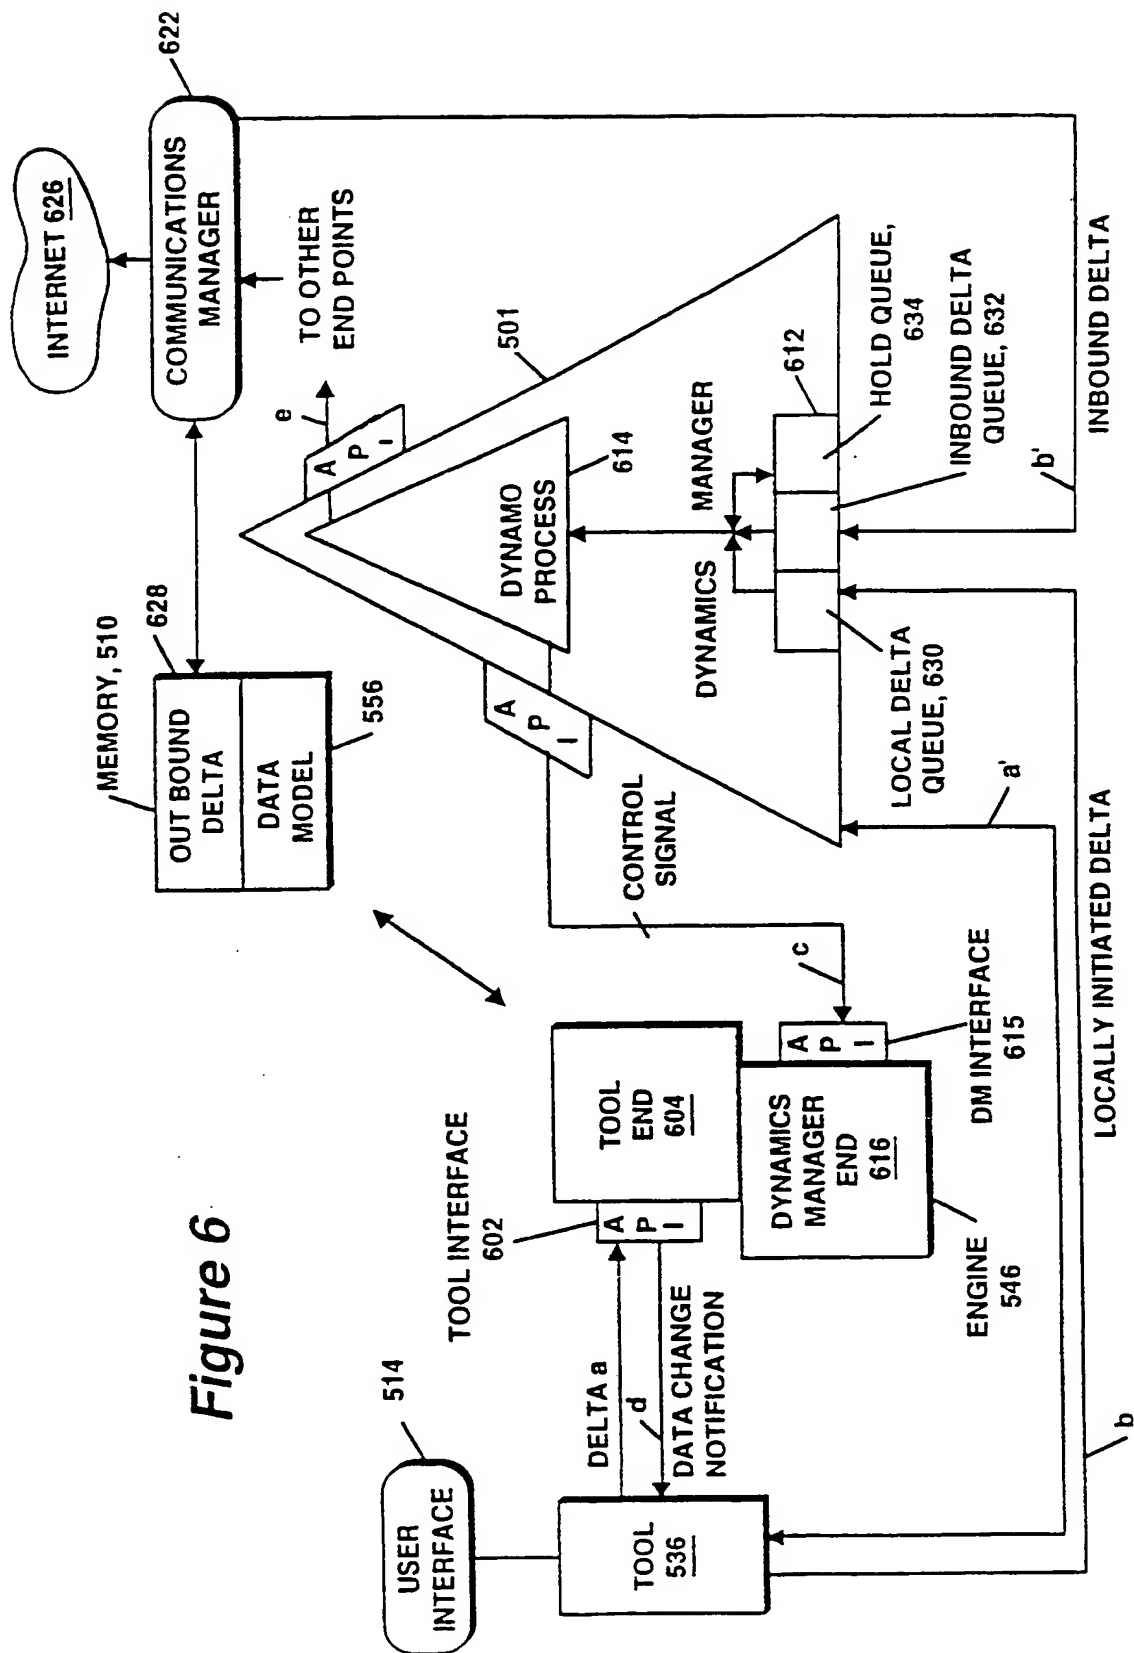 Figure 6
USER
INTERFACE
514
TOOL
536
DELTA a
d
DATA CHANGE
NOTIFICATION
TOOL INTERFACE
602
A
P
I
TOOL
END
604
DYNAMICS
MANAGER
END
616
ENGINE
546
A
P
I
DM INTERFACE
615
c
CONTROL
SIGNAL
MEMORY, 510
628
OUT BOUND
DELTA
DATA
MODEL
556
INTERNET 626
COMMUNICATIONS
MANAGER
622
TO OTHER
END POINTS
e
A
P
I
A
P
I
501
DYNAMO
PROCESS
614
DYNAMICS
MANAGER
612
LOCAL DELTA
QUEUE, 630
HOLD QUEUE,
634
INBOUND DELTA
QUEUE, 632
a'
b'
LOCALLY INITIATED DELTA
INBOUND DELTA
b